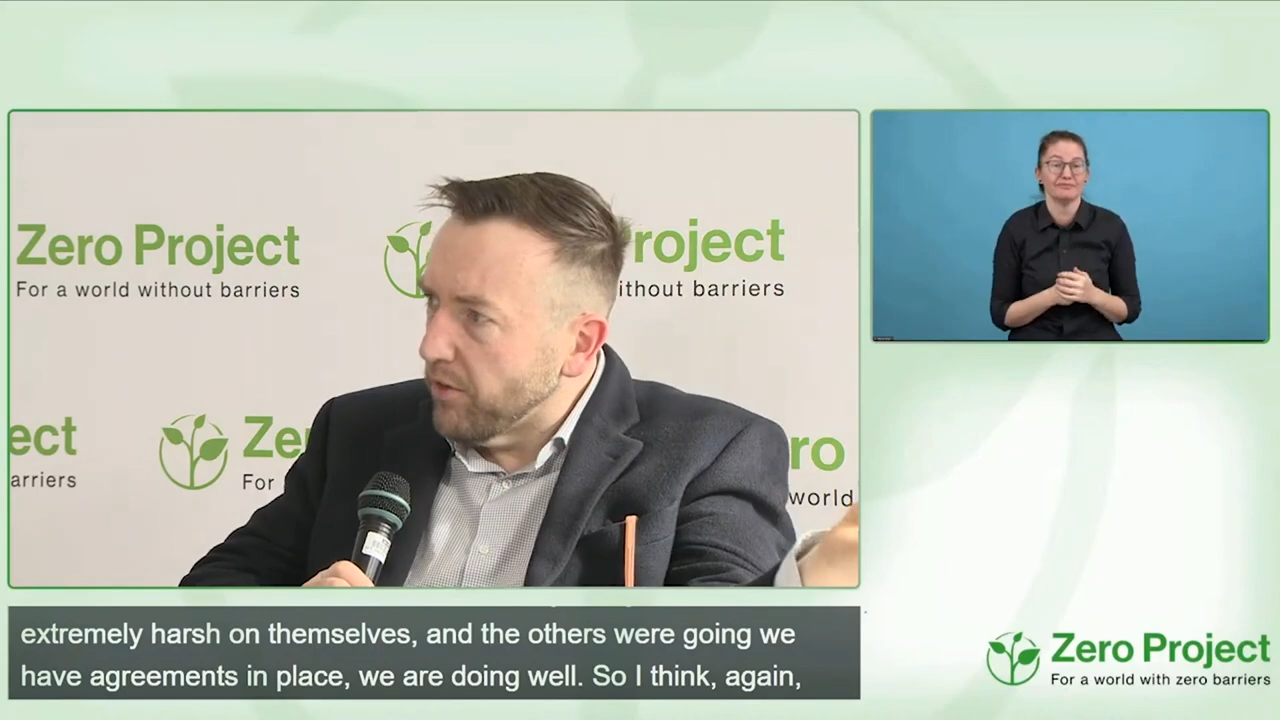 Zero Project
For a world without barriers
roject
ithout barriers
ect
arriers
Ze
For
ro
world
extremely harsh on themselves, and the others were going we
have agreements in place, we are doing well. So I think, again,
Zero Project
For a world with zero barriers